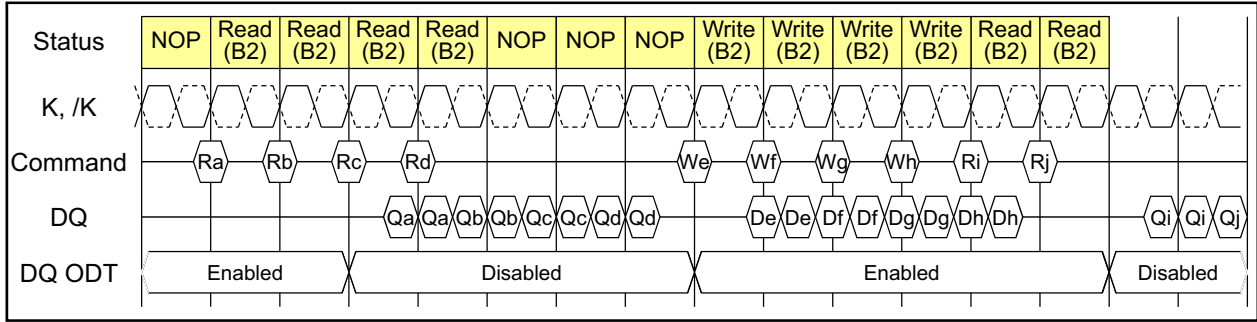 Status NOP Read (B2) Read (B2) Read (B2) Read (B2) NOP NOP NOP Write (B2) Write (B2) Write (B2) Write (B2) Read (B2) Read (B2)
K, /K
Command Ra Rb Rc Rd We Wf Wg Wh Ri Rj
DQ Qa Qa Qb Qb Qc Qc Qd Qd De De Df Df Dg Dg Dh Dh Qi Qi Qj
DQ ODT Enabled Disabled Enabled Disabled